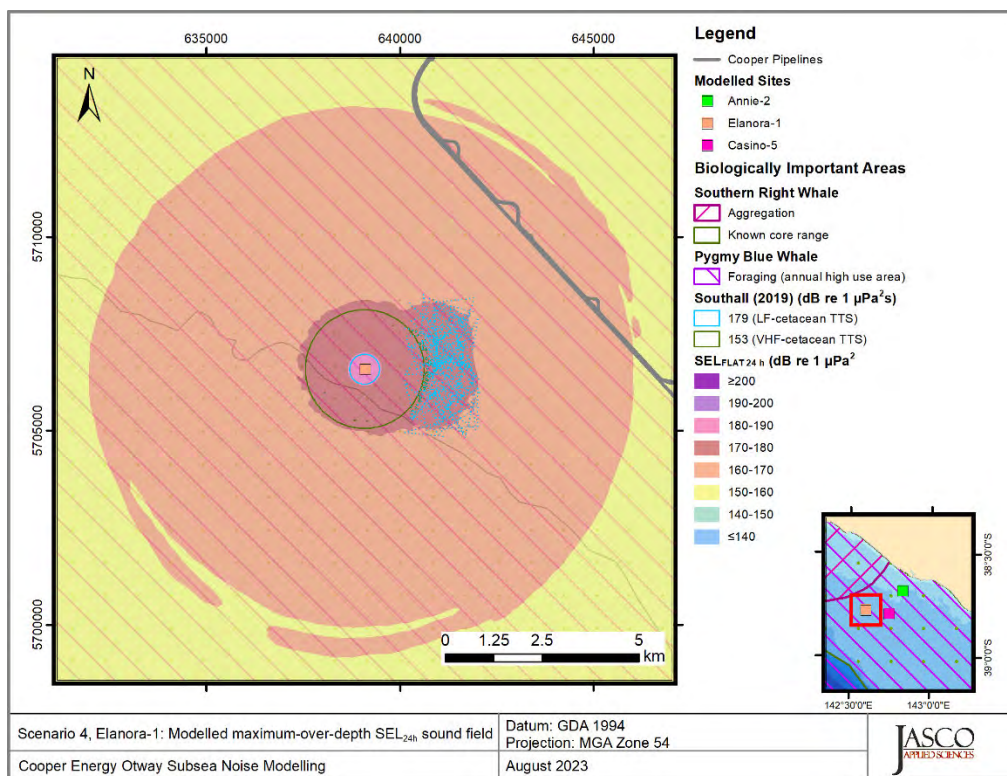 635000 640000 645000
5710000
5705000
5700000
N
0 1.25 2.5 5
km
Legend
Cooper Pipelines
Modelled Sites
Annie-2
Elanora-1
Casino-5
Biologically Important Areas
Southern Right Whale
Aggregation
Known core range
Pygmy Blue Whale
Foraging (annual high use area)
Southall (2019) (dB re 1 µPa²s)
179 (LF-cetacean TTS)
153 (VHF-cetacean TTS)
SELFLAT 24 h (dB re 1 µPa²
≥200
190-200
180-190
170-180
160-170
150-160
140-150
≤140
38°30'S
39°0'S
142°30'0"E 143°0'0"E
Scenario 4, Elanora-1: Modelled maximum-over-depth SEL24h sound field
Datum: GDA 1994
Projection: MGA Zone 54
Cooper Energy Otway Subsea Noise Modelling
August 2023
JASCO
APPLIED SCIENCES